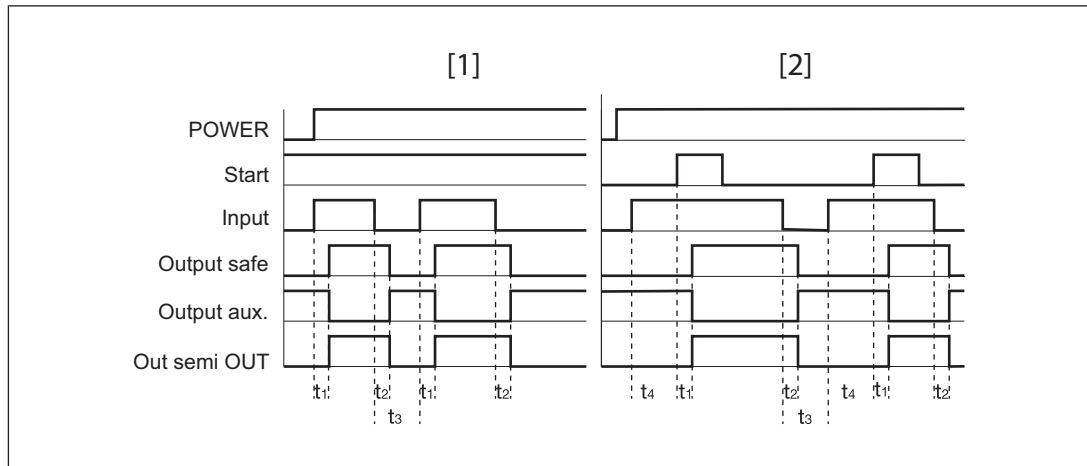 [1] [2]
POWER
Start
Input
Output safe
Output aux.
Out semi OUT
t1 t2 t1 t2 t4 t1 t2 t4 t1 t2
t3 t3